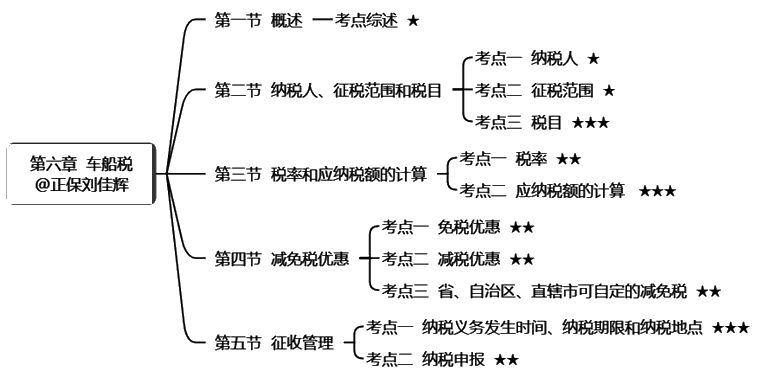 第一节 概述
考点综述 ★
第二节 纳税人、征税范围和税目
考点一 纳税人 ★
考点二 征税范围 ★
考点三 税目 ★★★
第六章 车船税
@正保刘佳辉
第三节 税率和应纳税额的计算
考点一 税率 ★★
考点二 应纳税额的计算 ★★★
第四节 减免税优惠
考点一 免税优惠 ★★
考点二 减税优惠 ★★
考点三 省、自治区、直辖市可自定的减免税 ★★
第五节 征收管理
考点一 纳税义务发生时间、纳税期限和纳税地点 ★★★
考点二 纳税申报 ★★